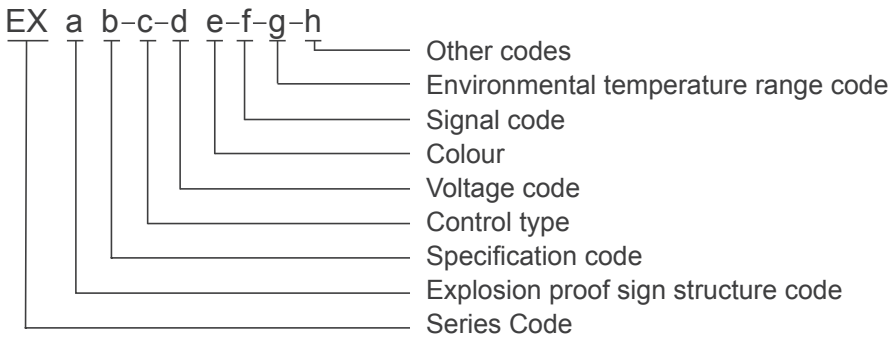 EX a b-c-d e-f-g-h
Other codes
Environmental temperature range code
Signal code
Colour
Voltage code
Control type
Specification code
Explosion proof sign structure code
Series Code